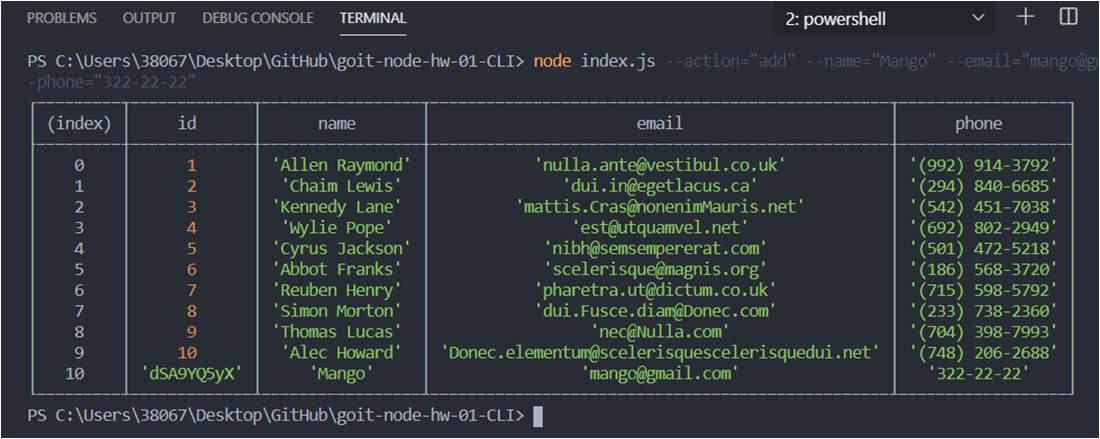 PROBLEMS OUTPUT DEBUG CONSOLE TERMINAL 2: powershell
PS C:\Users\38067\Desktop\GitHub\goit-node-hw-01-CLI> node index.js --action="add" --name="Mango" --email="mango@gm
-phone="322-22-22"
(index) id name email phone
0 1 'Allen Raymond' 'nulla.ante@vestibul.co.uk' '(992) 914-3792'
1 2 'Chaim Lewis' 'dui.in@egetlacus.ca' '(294) 840-6685'
2 3 'Kennedy Lane' 'mattis.Cras@nonenimMauris.net' '(542) 451-7038'
3 4 'Wylie Pope' 'est@utquamvel.net' '(692) 802-2949'
4 5 'Cyrus Jackson' 'nibh@semsempererat.com' '(501) 472-5218'
5 6 'Abbot Franks' 'scelerisque@magnis.org' '(186) 568-3720'
6 7 'Reuben Henry' 'pharetra.ut@dictum.co.uk' '(715) 598-5792'
7 8 'Simon Morton' 'dui.Fusce.diam@Donec.com' '(233) 738-2360'
8 9 'Thomas Lucas' 'nec@Nulla.com' '(704) 398-7993'
9 10 'Alec Howard' 'Donec.elementum@scelerisquescelerisquedui.net' '(748) 206-2688'
10 'dSA9YQ5yX' 'Mango' 'mango@gmail.com' '322-22-22'
PS C:\Users\38067\Desktop\GitHub\goit-node-hw-01-CLI>